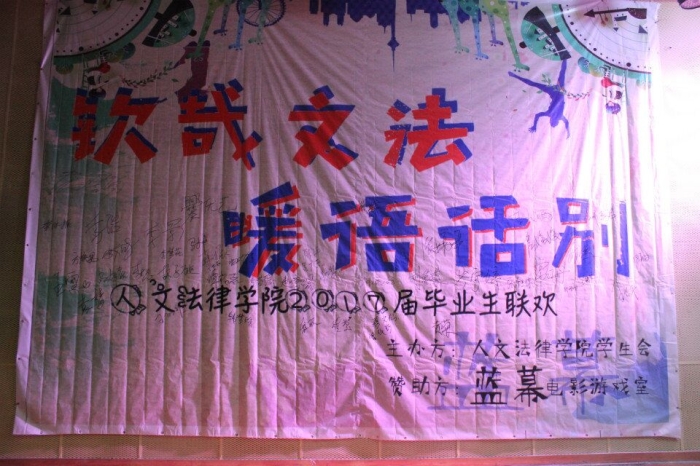 钦哉文法
暖语话别
人文法律学院2017届毕业生联欢
主办方：人文法律学院学生会
赞助方：蓝幕电影游戏室